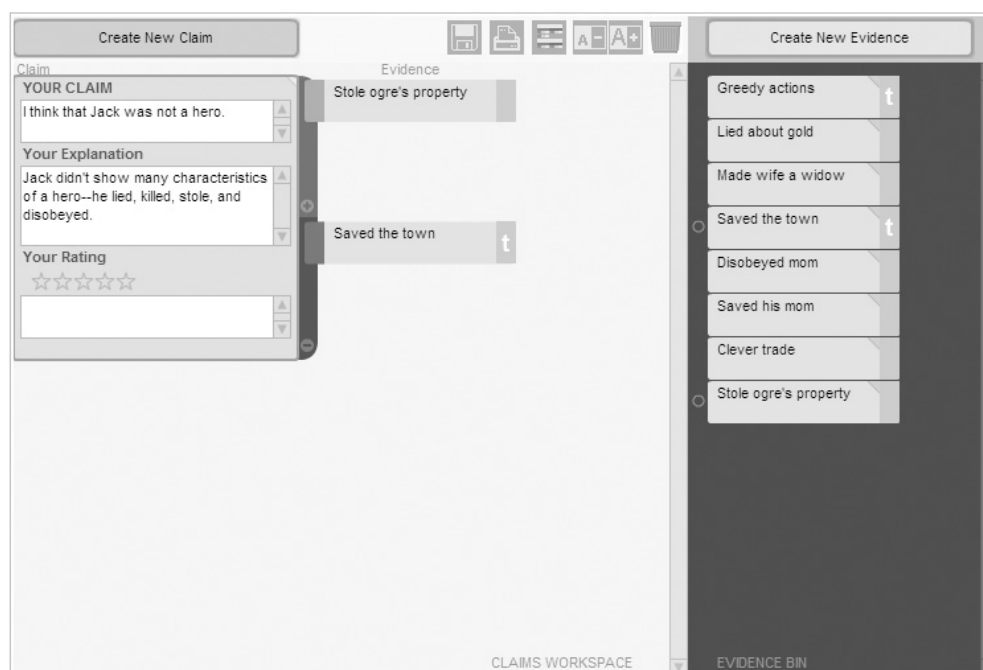 Create New Claim
A - A+
Create New Evidence
Claim
Evidence
YOUR CLAIM
I think that Jack was not a hero.
Your Explanation
Jack didn't show many characteristics
of a hero--he lied, killed, stole, and
disobeyed.
Your Rating
Stole ogre's property
Saved the town
t
Greedy actions
t
Lied about gold
Made wife a widow
Saved the town
t
Disobeyed mom
Saved his mom
Clever trade
Stole ogre's property
CLAIMS WORKSPACE
EVIDENCE BIN